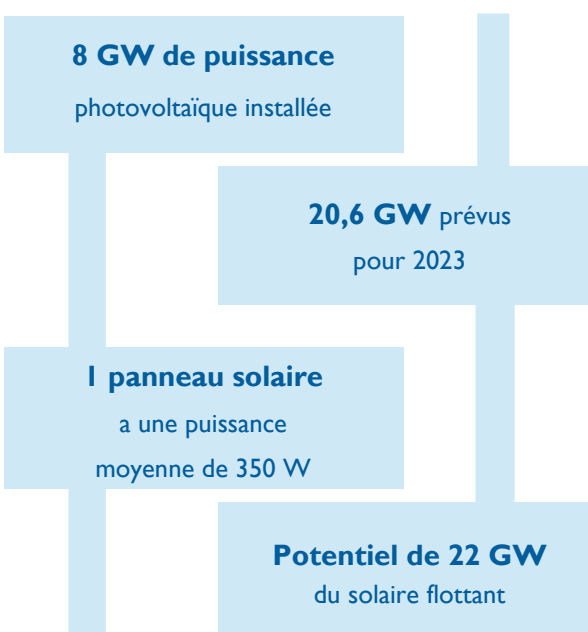 8 GW de puissance
photovoltaïque installée
20,6 GW prévus
pour 2023
1 panneau solaire
a une puissance
moyenne de 350 W
Potentiel de 22 GW
du solaire flottant